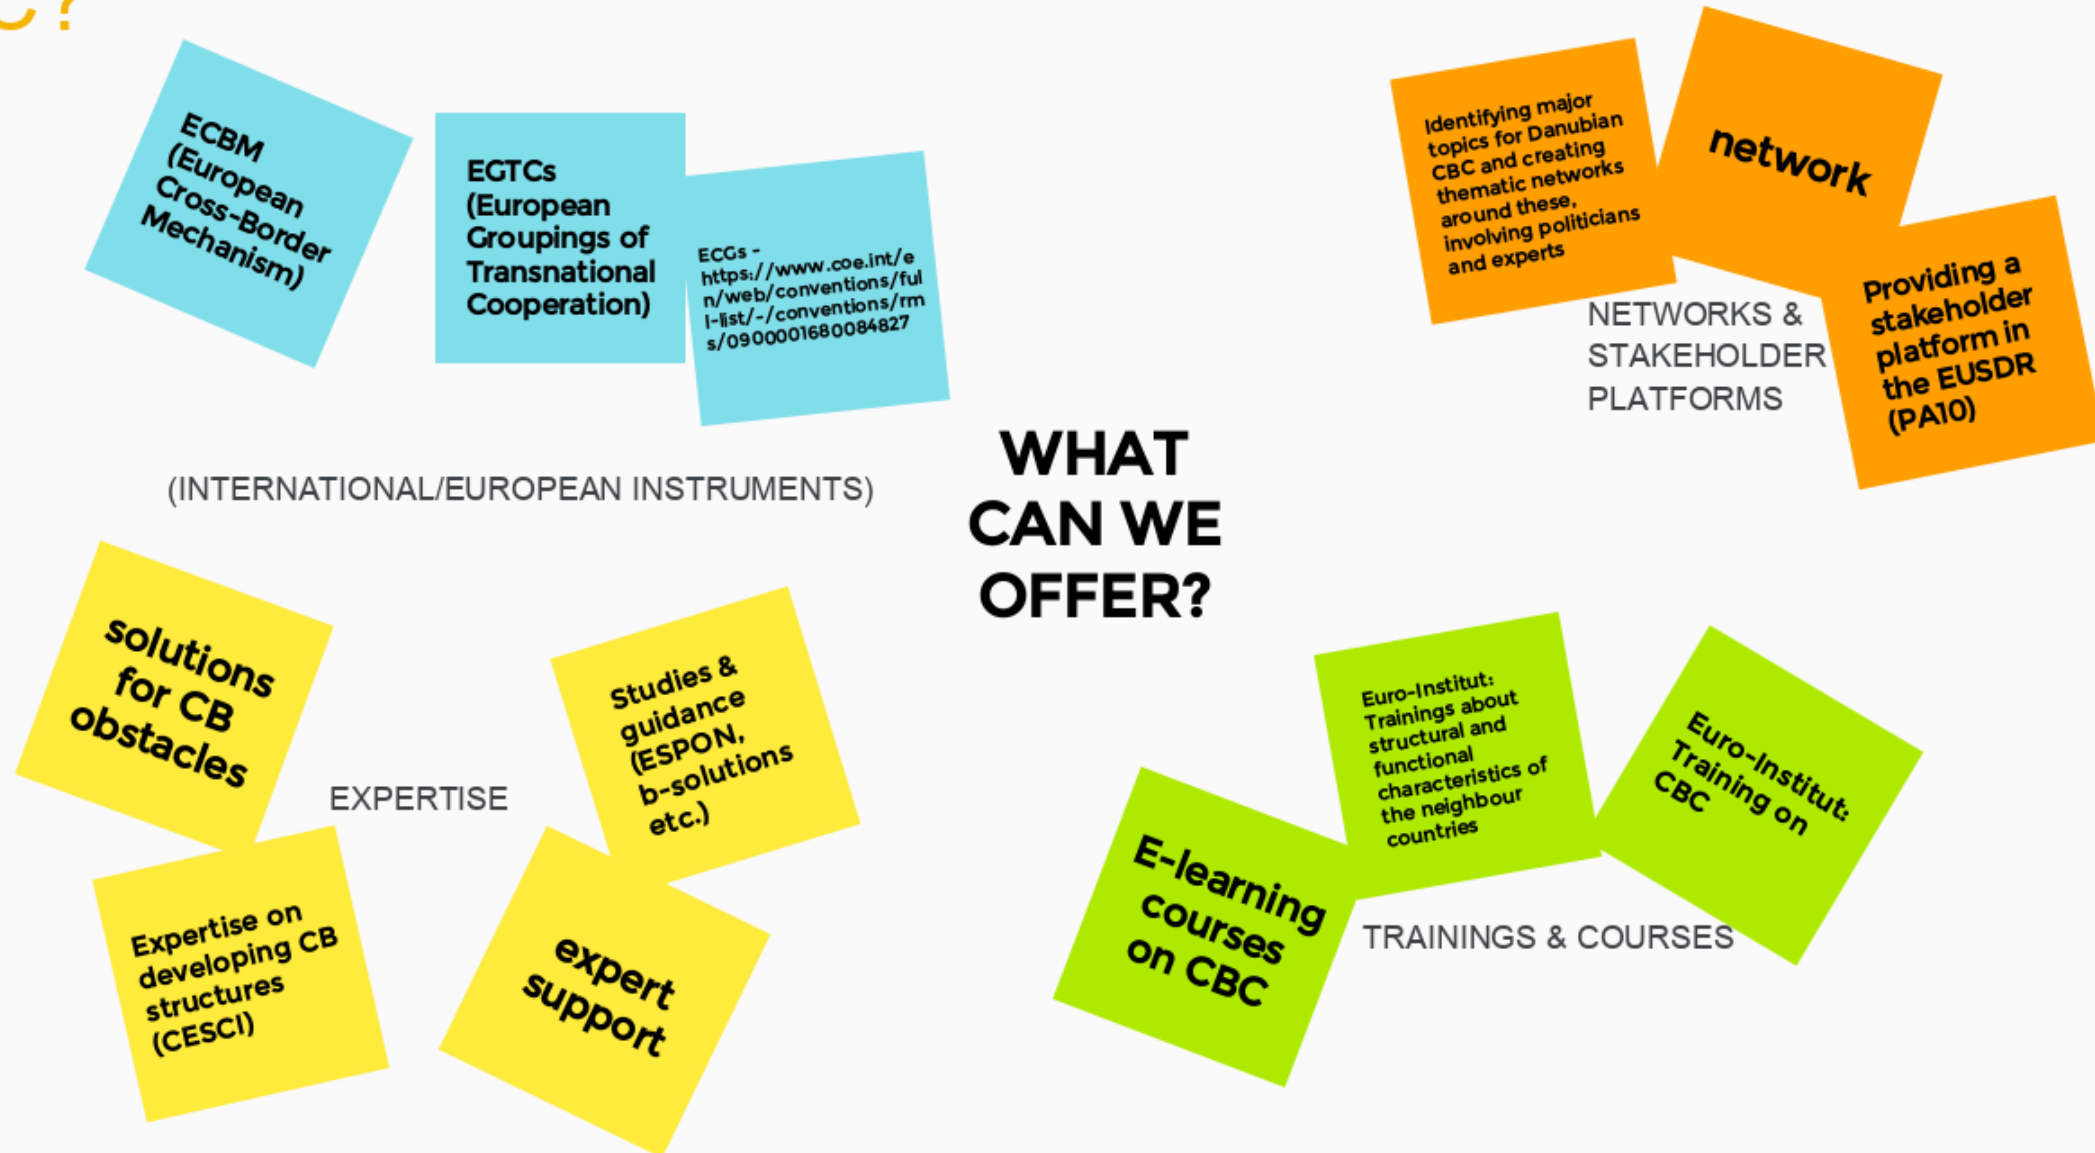 C?
ECBM
(European
Cross-Border
Mechanism)
EGTCs
(European
Groupings of
Transnational
Cooperation)
ECGs -
https://www.coe.int/e
n/web/conventions/ful
l-list/-/conventions/rm
s/0900001680084827
(INTERNATIONAL/EUROPEAN INSTRUMENTS)
Identifying major
topics for Danubian
CBC and creating
thematic networks
around these,
involving politicians
and experts
network
Providing a
stakeholder
platform in
the EUSDR
(PA10)
NETWORKS &
STAKEHOLDER
PLATFORMS
WHAT
CAN WE
OFFER?
solutions
for CB
obstacles
Studies &
guidance
(ESPON,
b-solutions
etc.)
EXPERTISE
Expertise on
developing CB
structures
(CESCI)
expert
support
Euro-Institut:
Trainings about
structural and
functional
characteristics of
the neighbour
countries
Euro-Institut:
Training on
CBC
E-learning
courses
on CBC
TRAININGS & COURSES